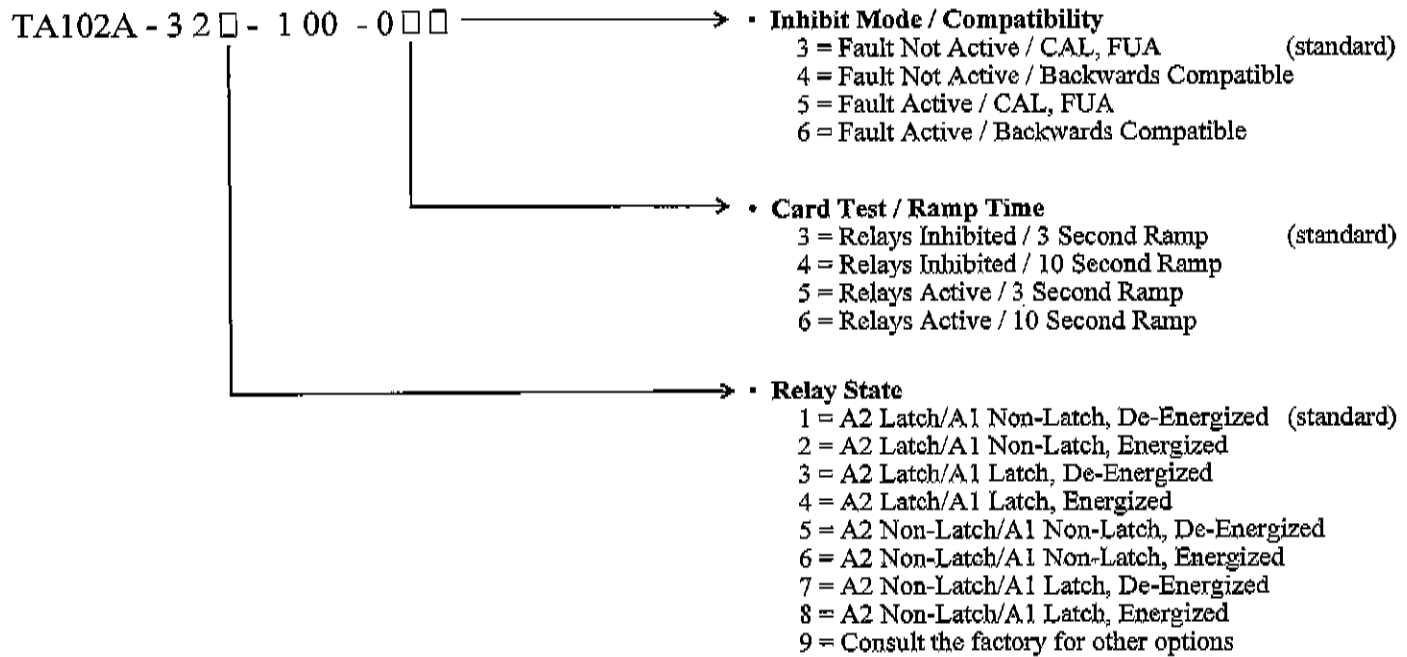 TA102A - 3 2 □ - 1 0 0 - 0 □ □
• Inhibit Mode / Compatibility
3 = Fault Not Active / CAL, FUA (standard)
4 = Fault Not Active / Backwards Compatible
5 = Fault Active / CAL, FUA
6 = Fault Active / Backwards Compatible
• Card Test / Ramp Time
3 = Relays Inhibited / 3 Second Ramp (standard)
4 = Relays Inhibited / 10 Second Ramp
5 = Relays Active / 3 Second Ramp
6 = Relays Active / 10 Second Ramp
• Relay State
1 = A2 Latch/A1 Non-Latch, De-Energized (standard)
2 = A2 Latch/A1 Non-Latch, Energized
3 = A2 Latch/A1 Latch, De-Energized
4 = A2 Latch/A1 Latch, Energized
5 = A2 Non-Latch/A1 Non-Latch, De-Energized
6 = A2 Non-Latch/A1 Non-Latch, Energized
7 = A2 Non-Latch/A1 Latch, De-Energized
8 = A2 Non-Latch/A1 Latch, Energized
9 = Consult the factory for other options